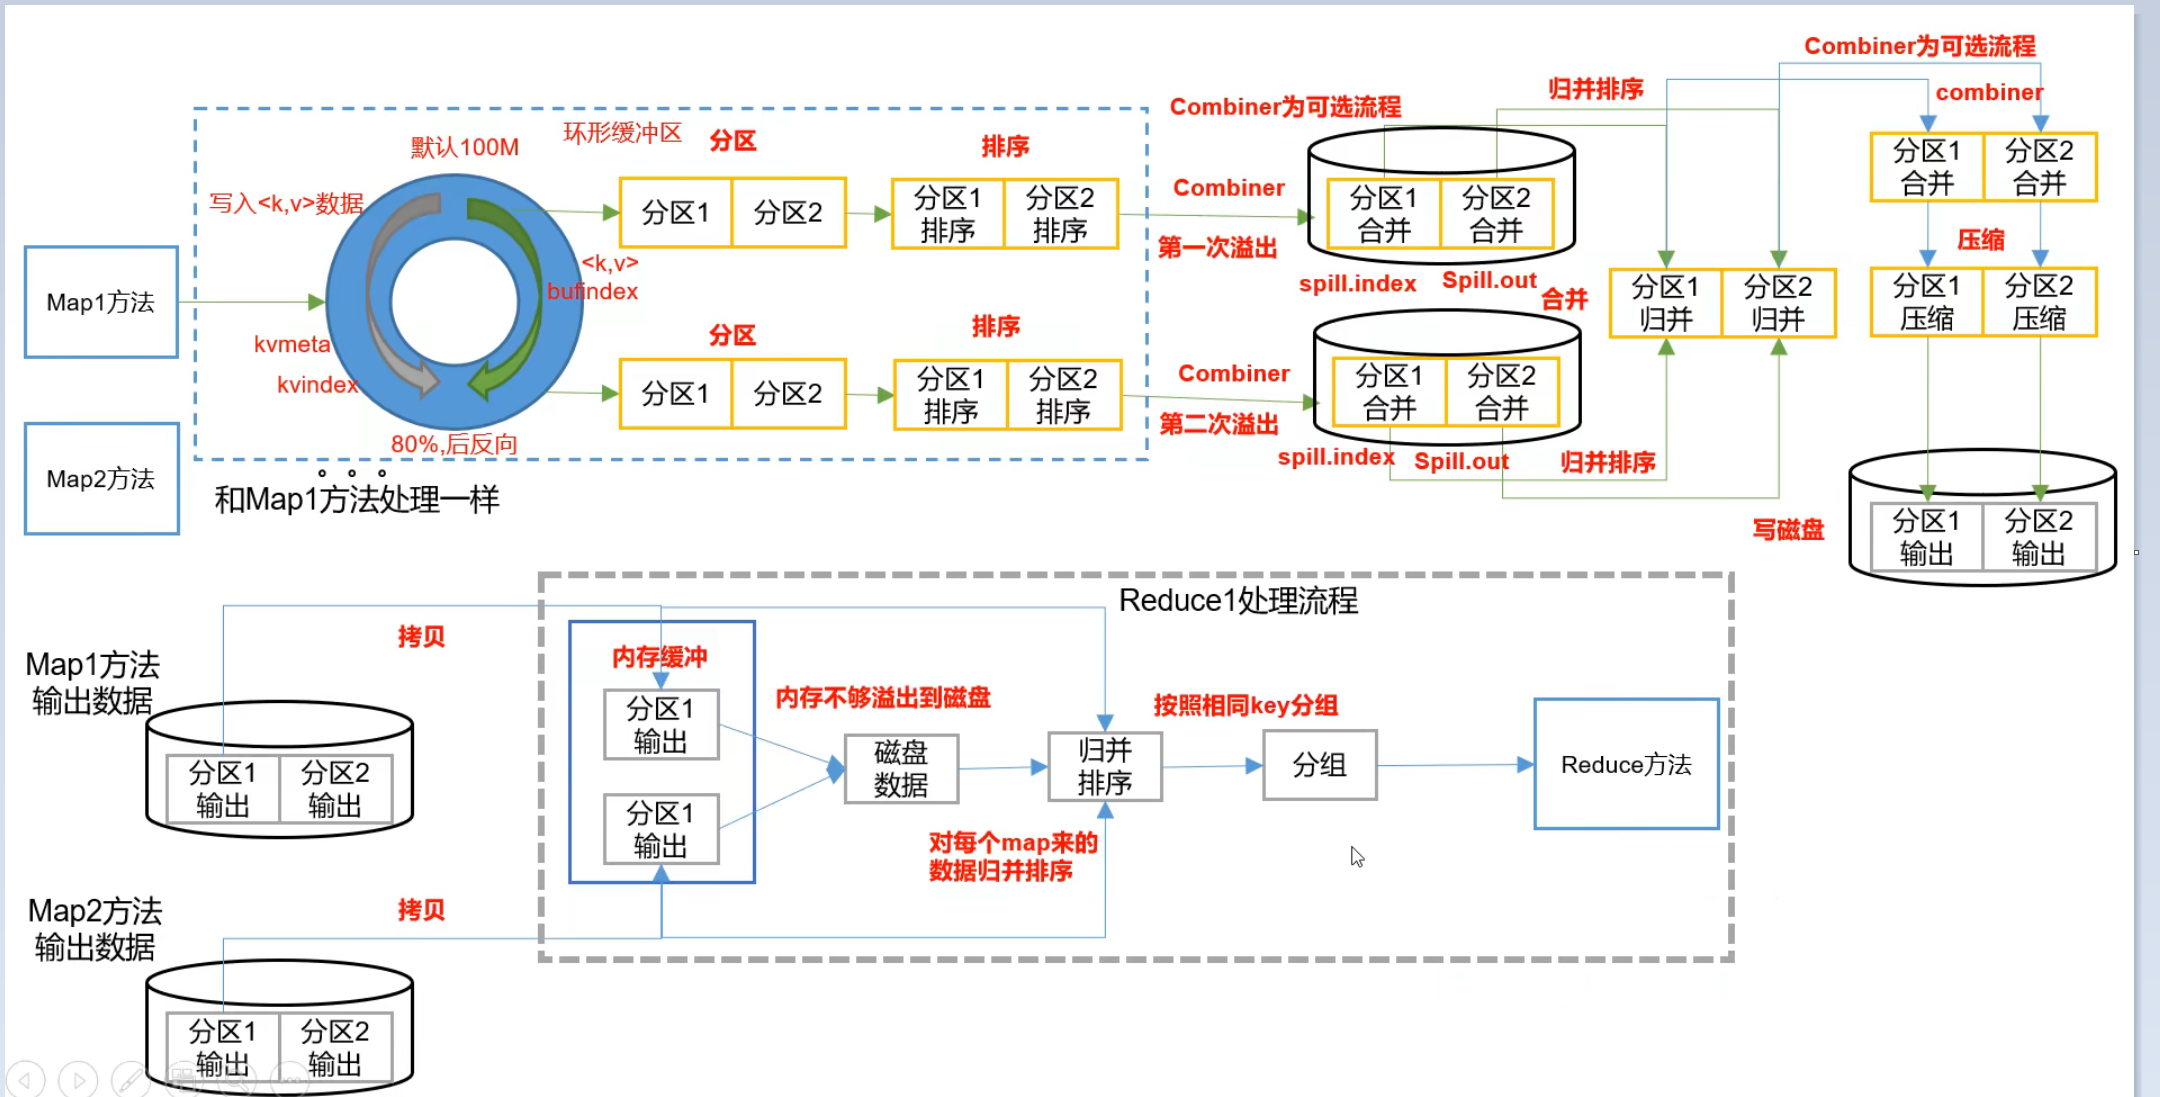 Combiner为可选流程
归并排序
combiner
Combiner为可选流程
默认100M
环形缓冲区
分区
排序
写入<k,v>数据
分区1
分区2
分区1
排序
分区2
排序
Combiner
第一次溢出
分区1
合并
分区2
合并
spill.index
Spill.out
分区1
合并
分区2
合并
压缩
Map1方法
<k,v>
bufindex
kvmeta
kvindex
80%,后反向
分区
排序
分区1
分区2
分区1
排序
分区2
排序
Combiner
第二次溢出
合并
分区1
归并
分区2
归并
分区1
压缩
分区2
压缩
分区1
合并
分区2
合并
spill.index
Spill.out
归并排序
Map2方法
和Map1方法处理一样
写磁盘
分区1
输出
分区2
输出
Reduce1处理流程
拷贝
Map1方法
输出数据
分区1
输出
分区2
输出
内存缓冲
分区1
输出
分区1
输出
内存不够溢出到磁盘
磁盘
数据
归并
排序
按照相同key分组
分组
Reduce方法
对每个map来的
数据归并排序
拷贝
Map2方法
输出数据
分区1
输出
分区2
输出